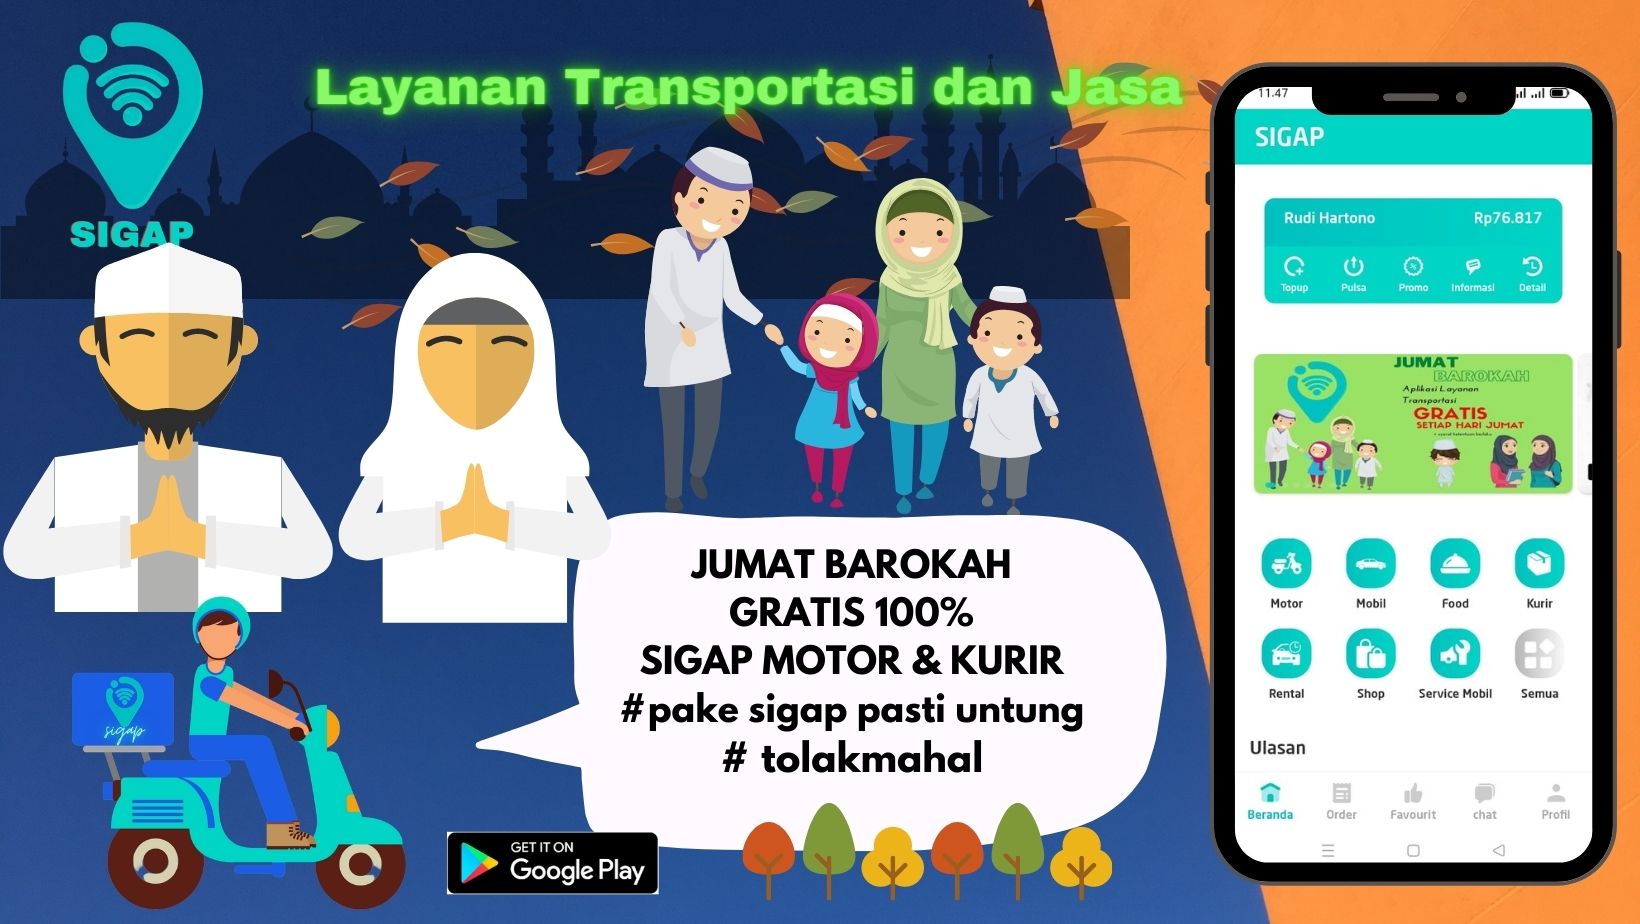 SIGAP
Layanan Transportasi dan Jasa
JUMAT BAROKAH
GRATIS 100%
SIGAP MOTOR & KURIR
#pake sigap pasti untung
# tolakmahal
sigap
GET IT ON
Google Play
11.47
SIGAP
Rudi Hartono Rp76.817
Topup Pulsa Promo Informasi Detail
JUMAT
BAROKAH
Aplikasi Layanan
Transportasi
GRATIS
SETIAP HARI JUMAT
* syarat ketentuan berlaku
Motor Mobil Food Kurir
Rental Shop Service Mobil Semua
Ulasan
Beranda Order Favourit chat Profil